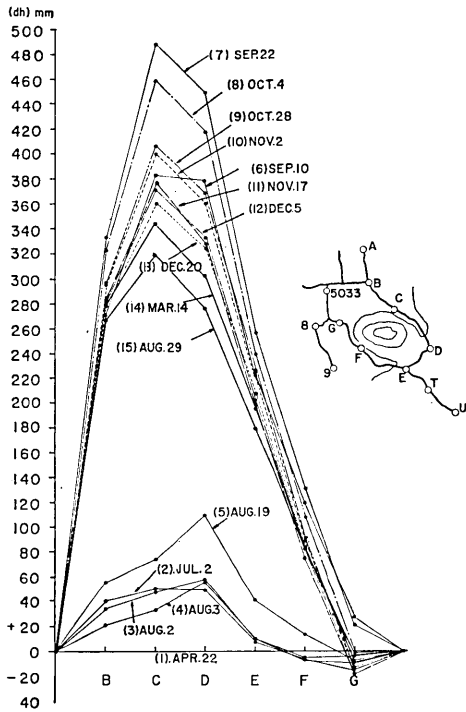 (dh) mm
500
480
460
440
420
400
380
360
340
320
300
280
260
240
220
200
180
160
140
120
100
80
60
40
+ 20
0
- 20
40
(7) SEP.22
(8) OCT.4
(9) OCT.28
(10) NOV.2
(6) SEP.10
(11) NOV.17
(12) DEC.5
(13) DEC.20
(14) MAR.14
(15) AUG.29
(5) AUG.19
(2).JUL.2
(4) AUG.3
(3) AUG.2
(1).APR.22
B C D E F G
A
B
5033
C
8
G
F
D
9
E
T
U